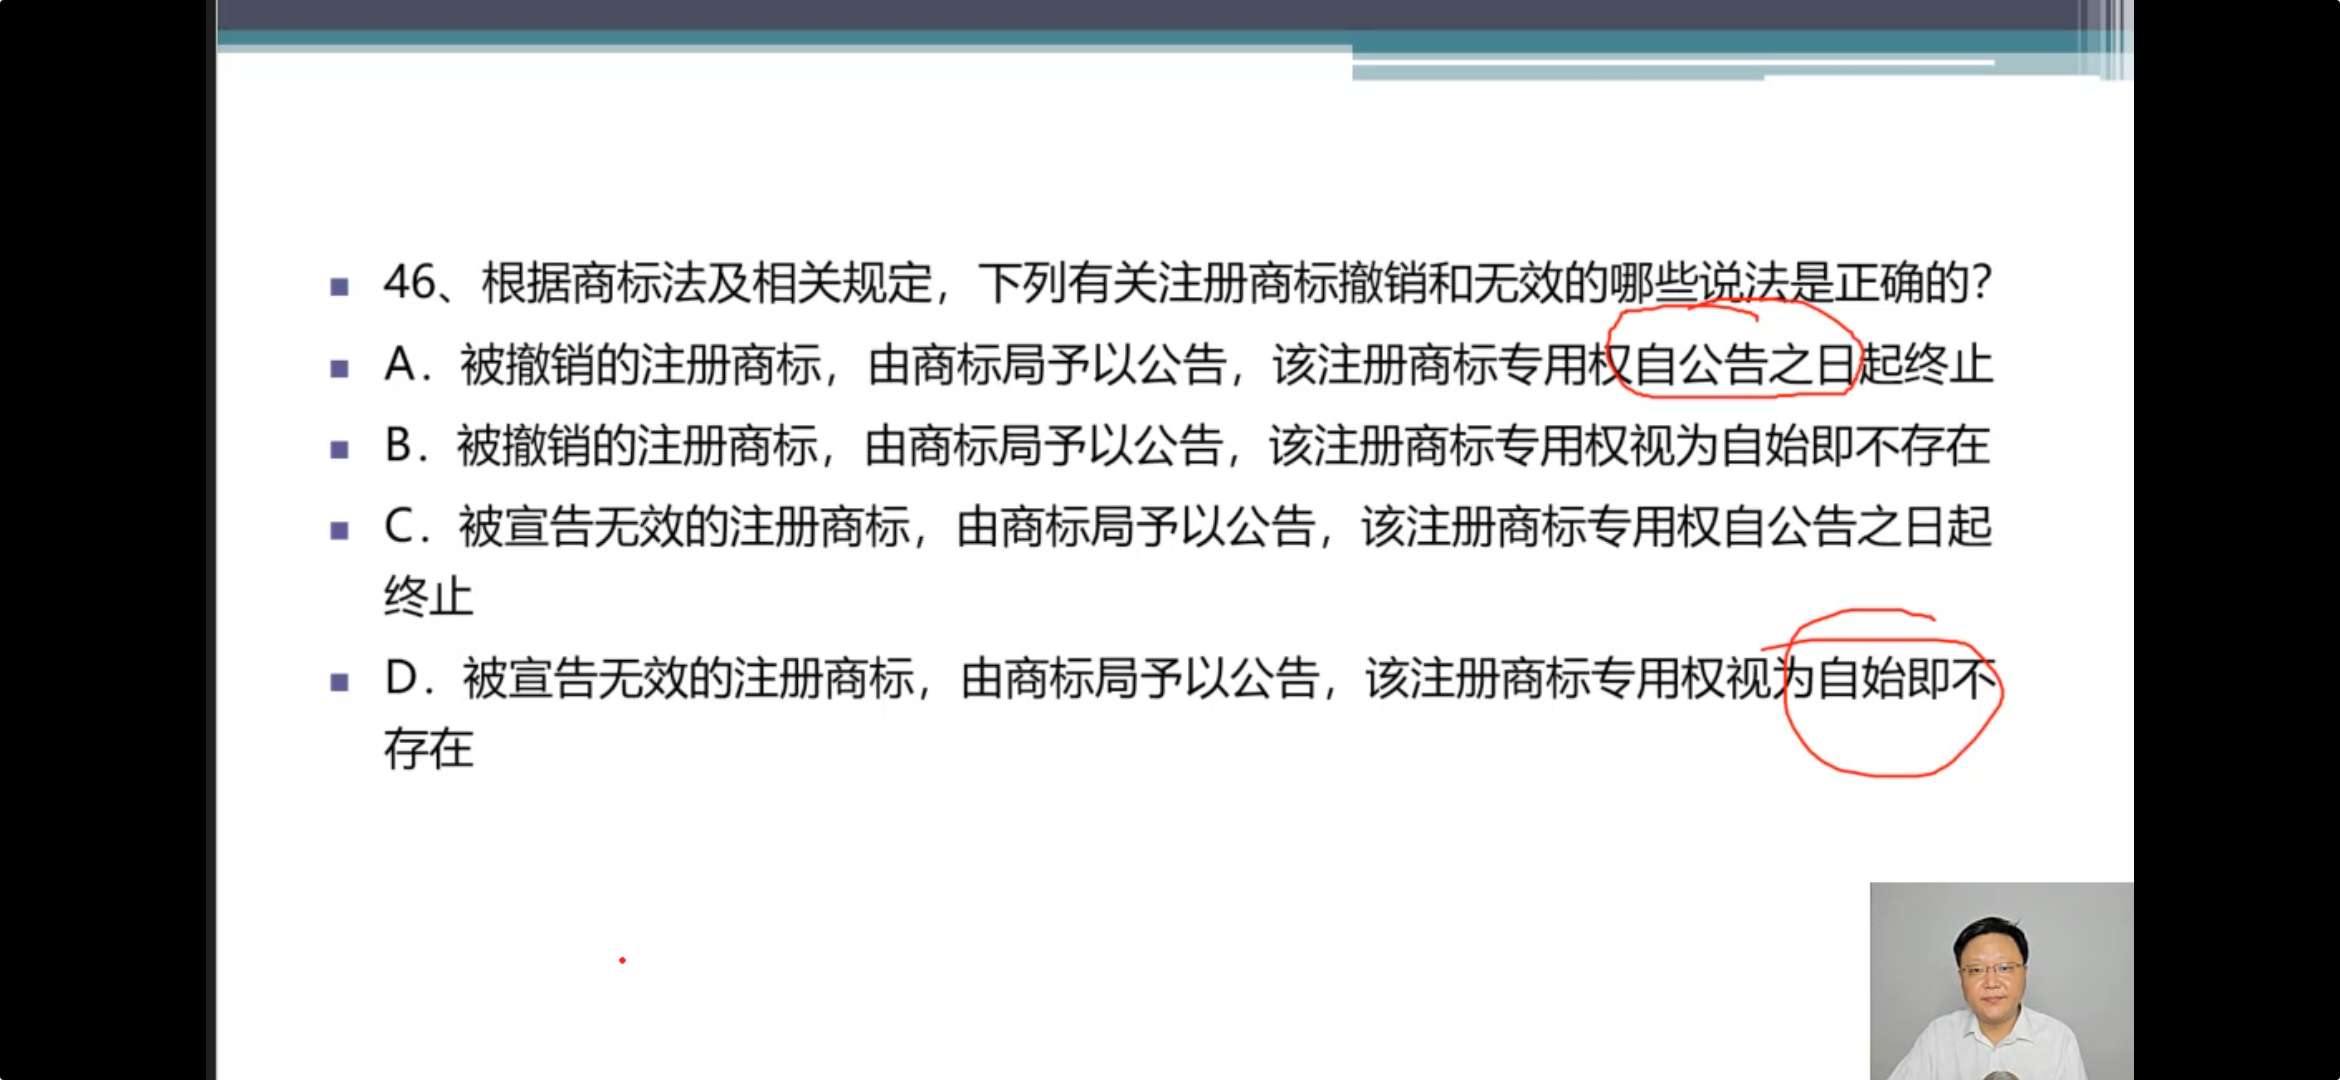 46、根据商标法及相关规定，下列有关注册商标撤销和无效的哪些说法是正确的？
A．被撤销的注册商标，由商标局予以公告，该注册商标专用权自公告之日起终止
B．被撤销的注册商标，由商标局予以公告，该注册商标专用权视为自始即不存在
C．被宣告无效的注册商标，由商标局予以公告，该注册商标专用权自公告之日起
终止
D．被宣告无效的注册商标，由商标局予以公告，该注册商标专用权视为自始即不
存在